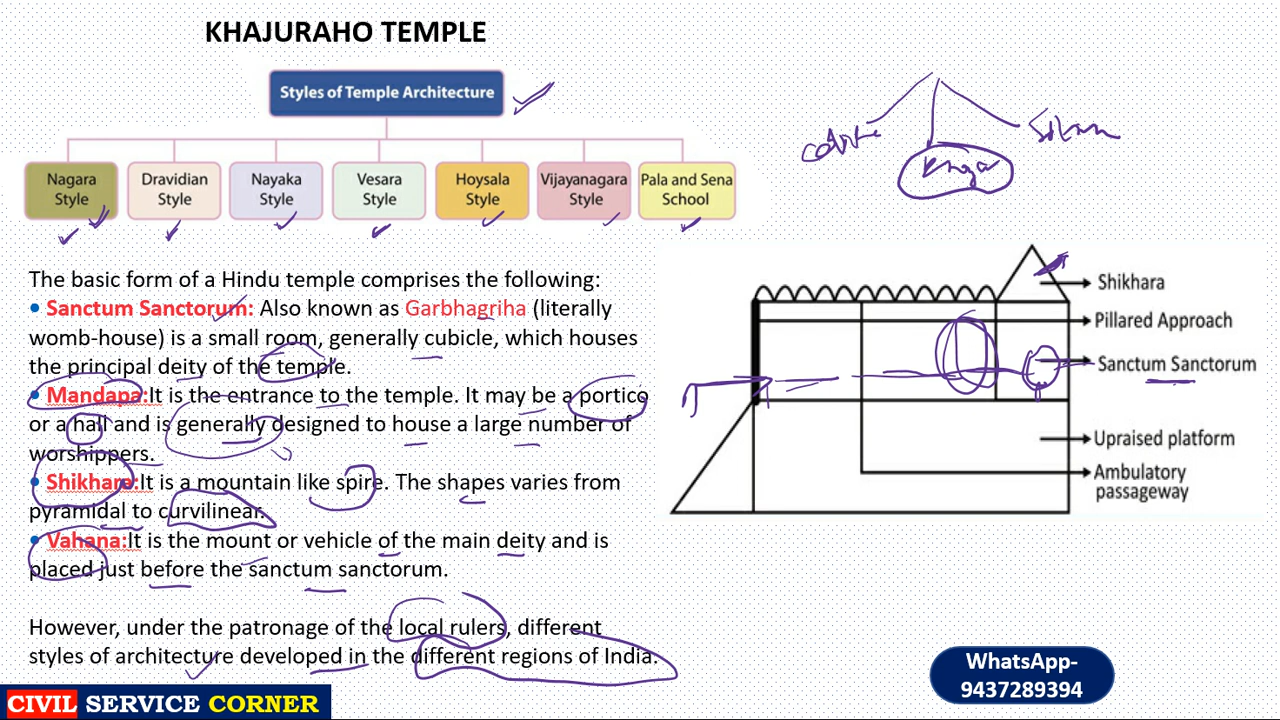 KHAJURAHO TEMPLE
Styles of Temple Architecture
Nagara
Style
Dravidian
Style
Nayaka
Style
Vesara
Style
Hoysala
Style
Vijayanagara
Style
Pala and Sena
School
The basic form of a Hindu temple comprises the following:
• Sanctum Sanctorum: Also known as Garbhagriha (literally
womb-house) is a small room, generally cubicle, which houses
the principal deity of the temple.
• Mandapa:It is the entrance to the temple. It may be a portico
or a hall and is generally designed to house a large number of
worshippers.
• Shikhara:It is a mountain like spire. The shapes varies from
pyramidal to curvilinear.
• Vahana:It is the mount or vehicle of the main deity and is
placed just before the sanctum sanctorum.
However, under the patronage of the local rulers, different
styles of architecture developed in the different regions of India.
Shikhara
Pillared Approach
Sanctum Sanctorum
Upraised platform
Ambulatory
passageway
WhatsApp-
9437289394
CIVIL SERVICE CORNER